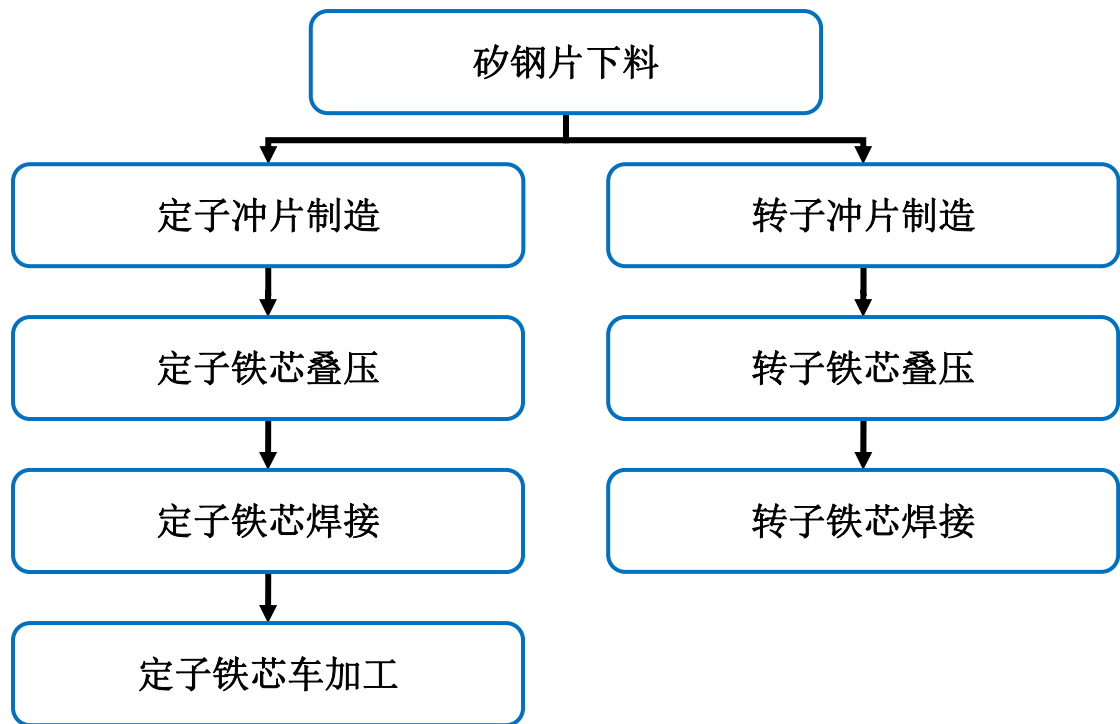 矽钢片下料
定子冲片制造
转子冲片制造
定子铁芯叠压
转子铁芯叠压
定子铁芯焊接
转子铁芯焊接
定子铁芯车加工